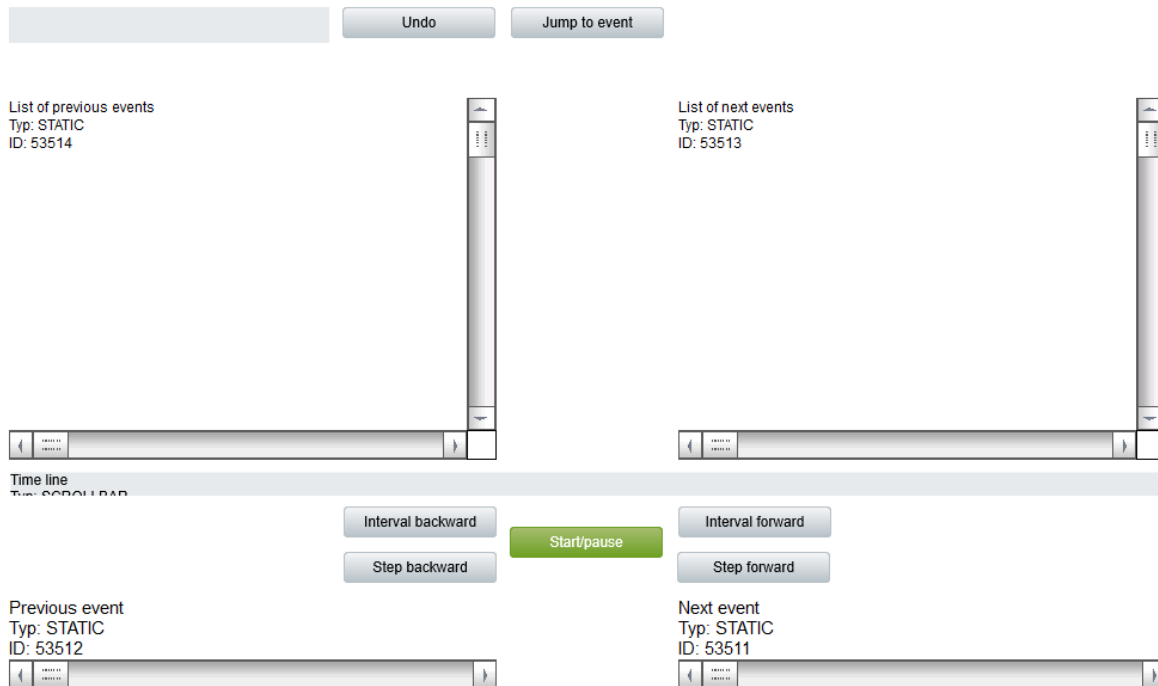 Undo
Jump to event
List of previous events
Typ: STATIC
ID: 53514
List of next events
Typ: STATIC
ID: 53513
Time line
Typ: SCROLLBAR
Interval backward
Start/pause
Interval forward
Step backward
Step forward
Previous event
Typ: STATIC
ID: 53512
Next event
Typ: STATIC
ID: 53511